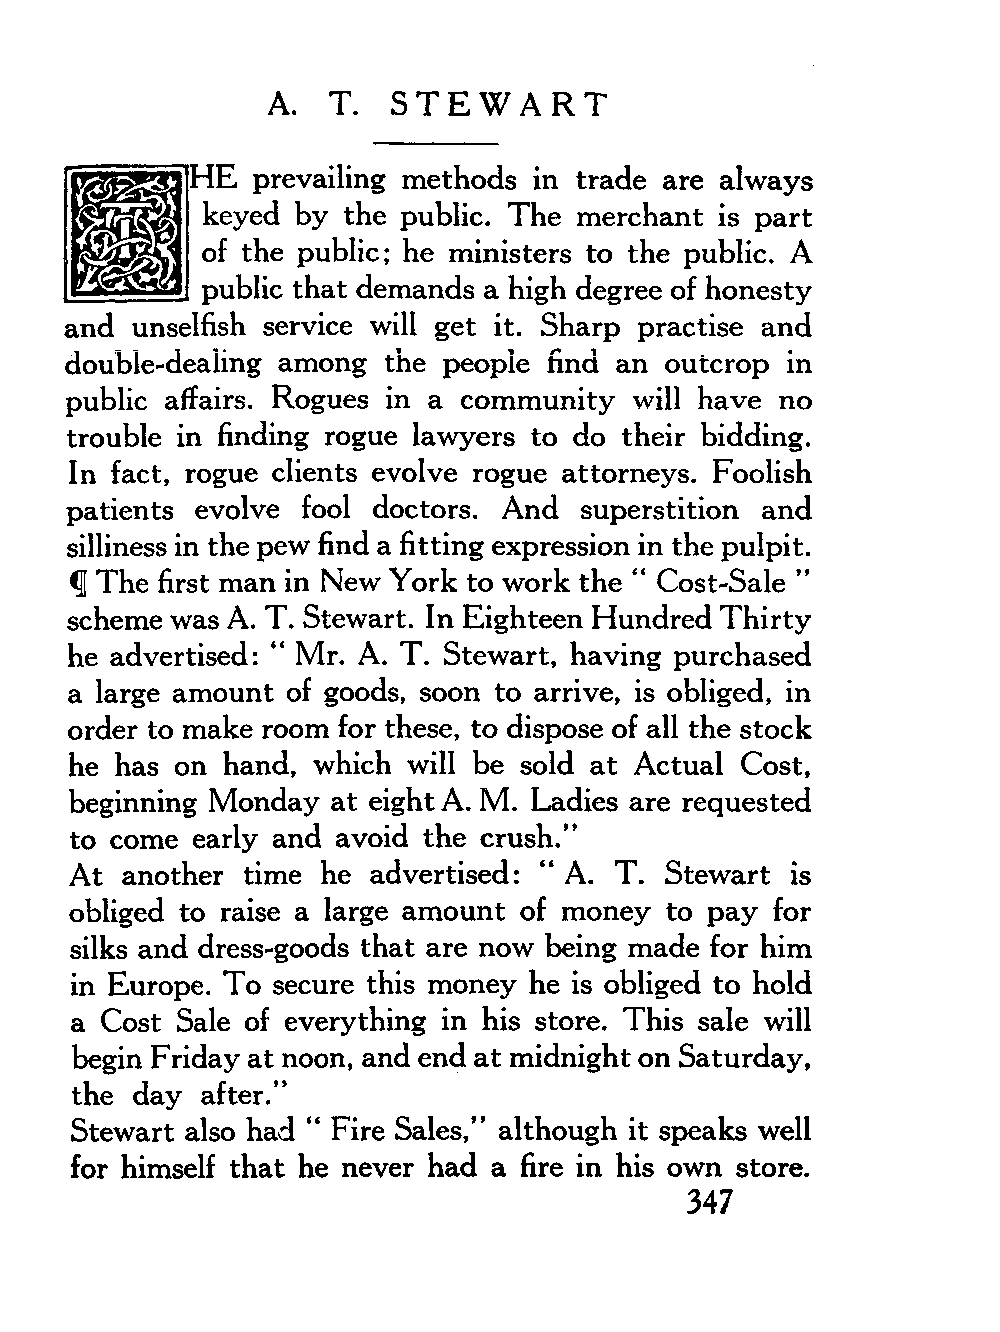 A. T. STEWART
THE prevailing methods in trade are always
keyed by the public. The merchant is part
of the public; he ministers to the public. A
public that demands a high degree of honesty
and unselfish service will get it. Sharp practise and
double-dealing among the people find an outcrop in
public affairs. Rogues in a community will have no
trouble in finding rogue lawyers to do their bidding.
In fact, rogue clients evolve rogue attorneys. Foolish
patients evolve fool doctors. And superstition and
silliness in the pew find a fitting expression in the pulpit.
¶ The first man in New York to work the “ Cost-Sale ”
scheme was A. T. Stewart. In Eighteen Hundred Thirty
he advertised: “ Mr. A. T. Stewart, having purchased
a large amount of goods, soon to arrive, is obliged, in
order to make room for these, to dispose of all the stock
he has on hand, which will be sold at Actual Cost,
beginning Monday at eight A. M. Ladies are requested
to come early and avoid the crush.”
At another time he advertised: “ A. T. Stewart is
obliged to raise a large amount of money to pay for
silks and dress-goods that are now being made for him
in Europe. To secure this money he is obliged to hold
a Cost Sale of everything in his store. This sale will
begin Friday at noon, and end at midnight on Saturday,
the day after.”
Stewart also had “ Fire Sales,” although it speaks well
for himself that he never had a fire in his own store.
347